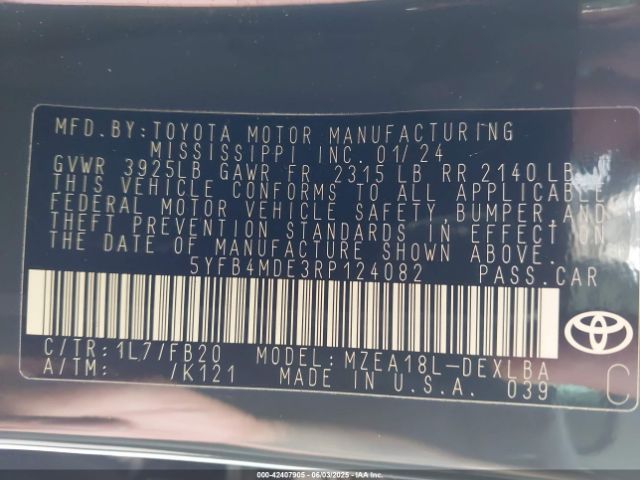 MFD.BY: TOYOTA MOTOR MANUFACTURING
MISSISSIPPI INC. 01/24
GVWR 3925LB GAWR FR 2315 LB RR 2140 LB
THIS VEHICLE CONFORMS TO ALL APPLICABLE
FEDERAL MOTOR VEHICLE SAFETY BUMPER AND
THEFT PREVENTION STANDARDS IN EFFECT ON
THE DATE OF MANUFACTURE SHOWN ABOVE.
5YFB4MDE3RP124082 PASS.CAR
C/TR: 1L7/FB20 MODEL: MZEA18L-DEXLBA
A/TM: /K121 MADE IN U.S.A. 039
C
000-42407905 - 06/03/2025 - IAA Inc.